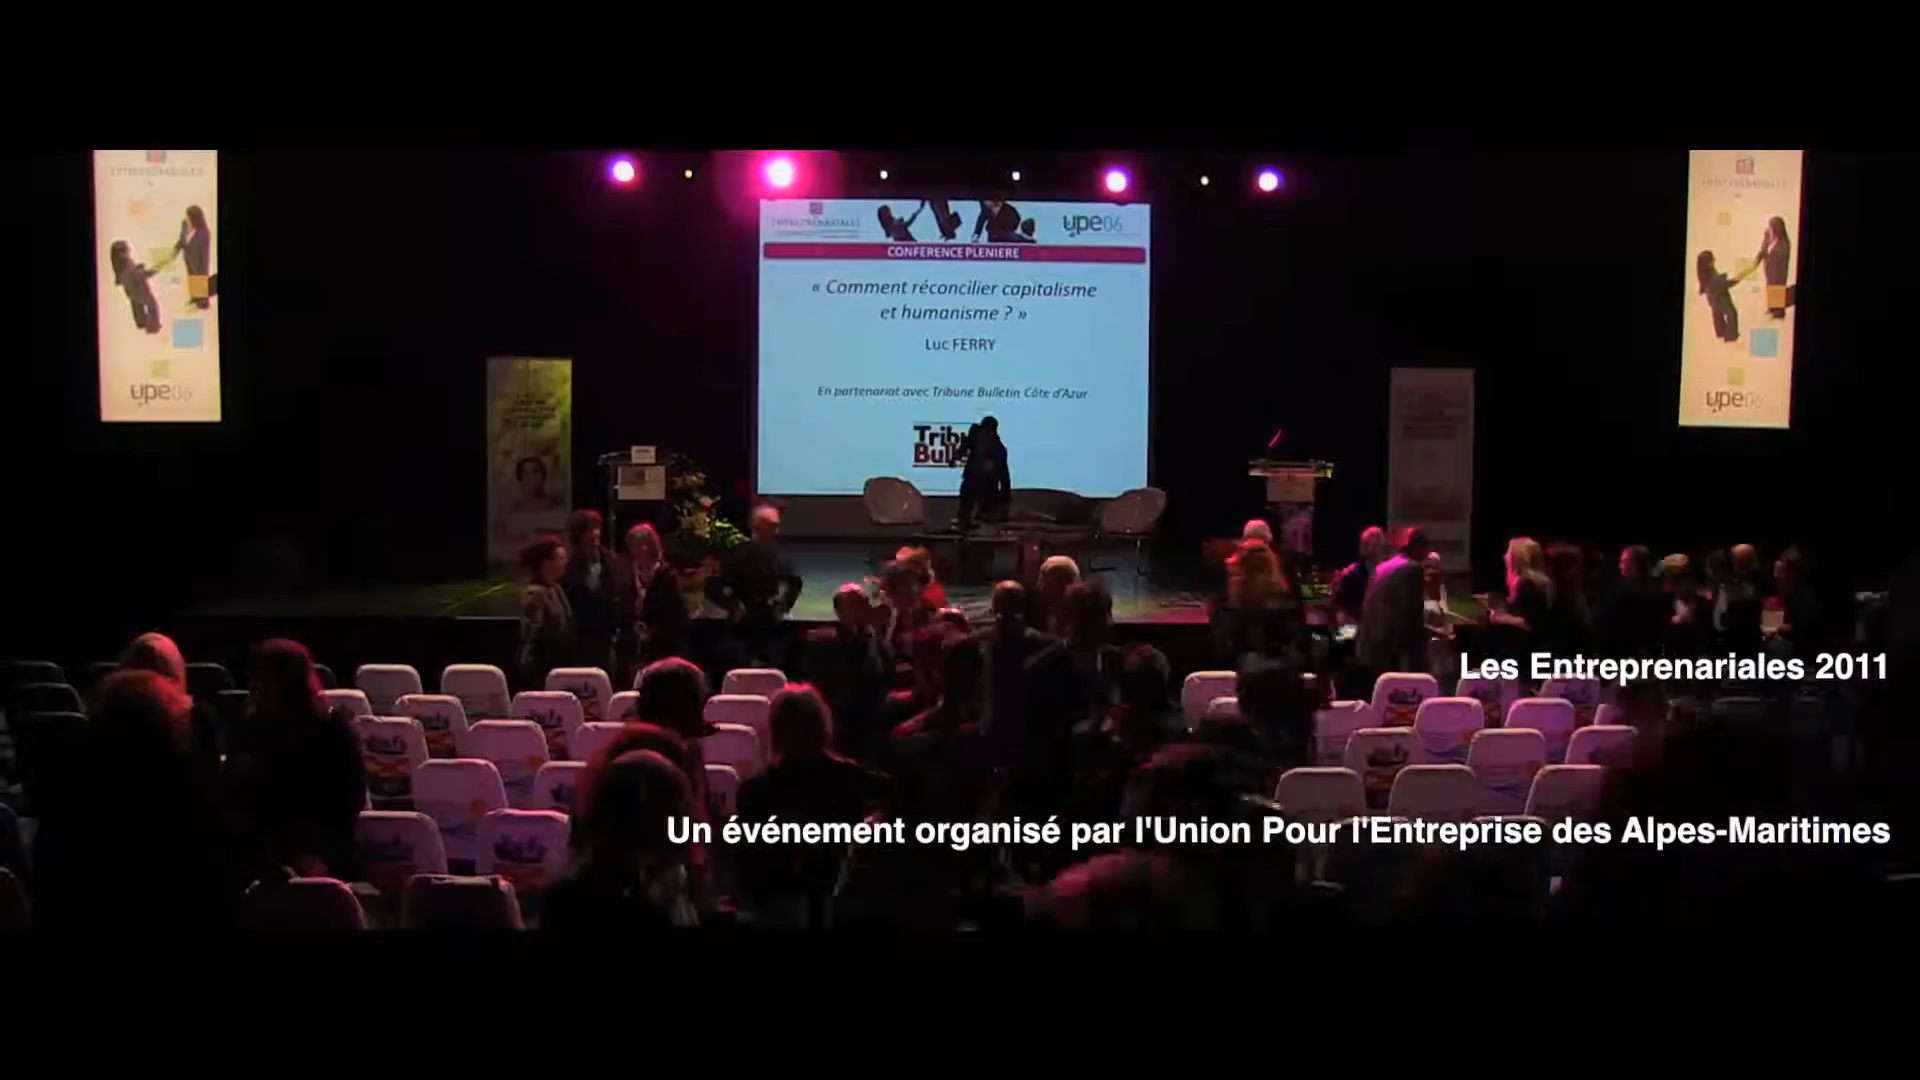 ENTREPRENARIALES
upe06
CONFERENCE PLENIERE
« Comment réconcilier capitalisme
et humanisme ? »
Luc FERRY
En partenariat avec Tribune Bulletin Côte d'Azur
upe06
upe06
Les Entreprenariales 2011
Un événement organisé par l'Union Pour l'Entreprise des Alpes-Maritimes